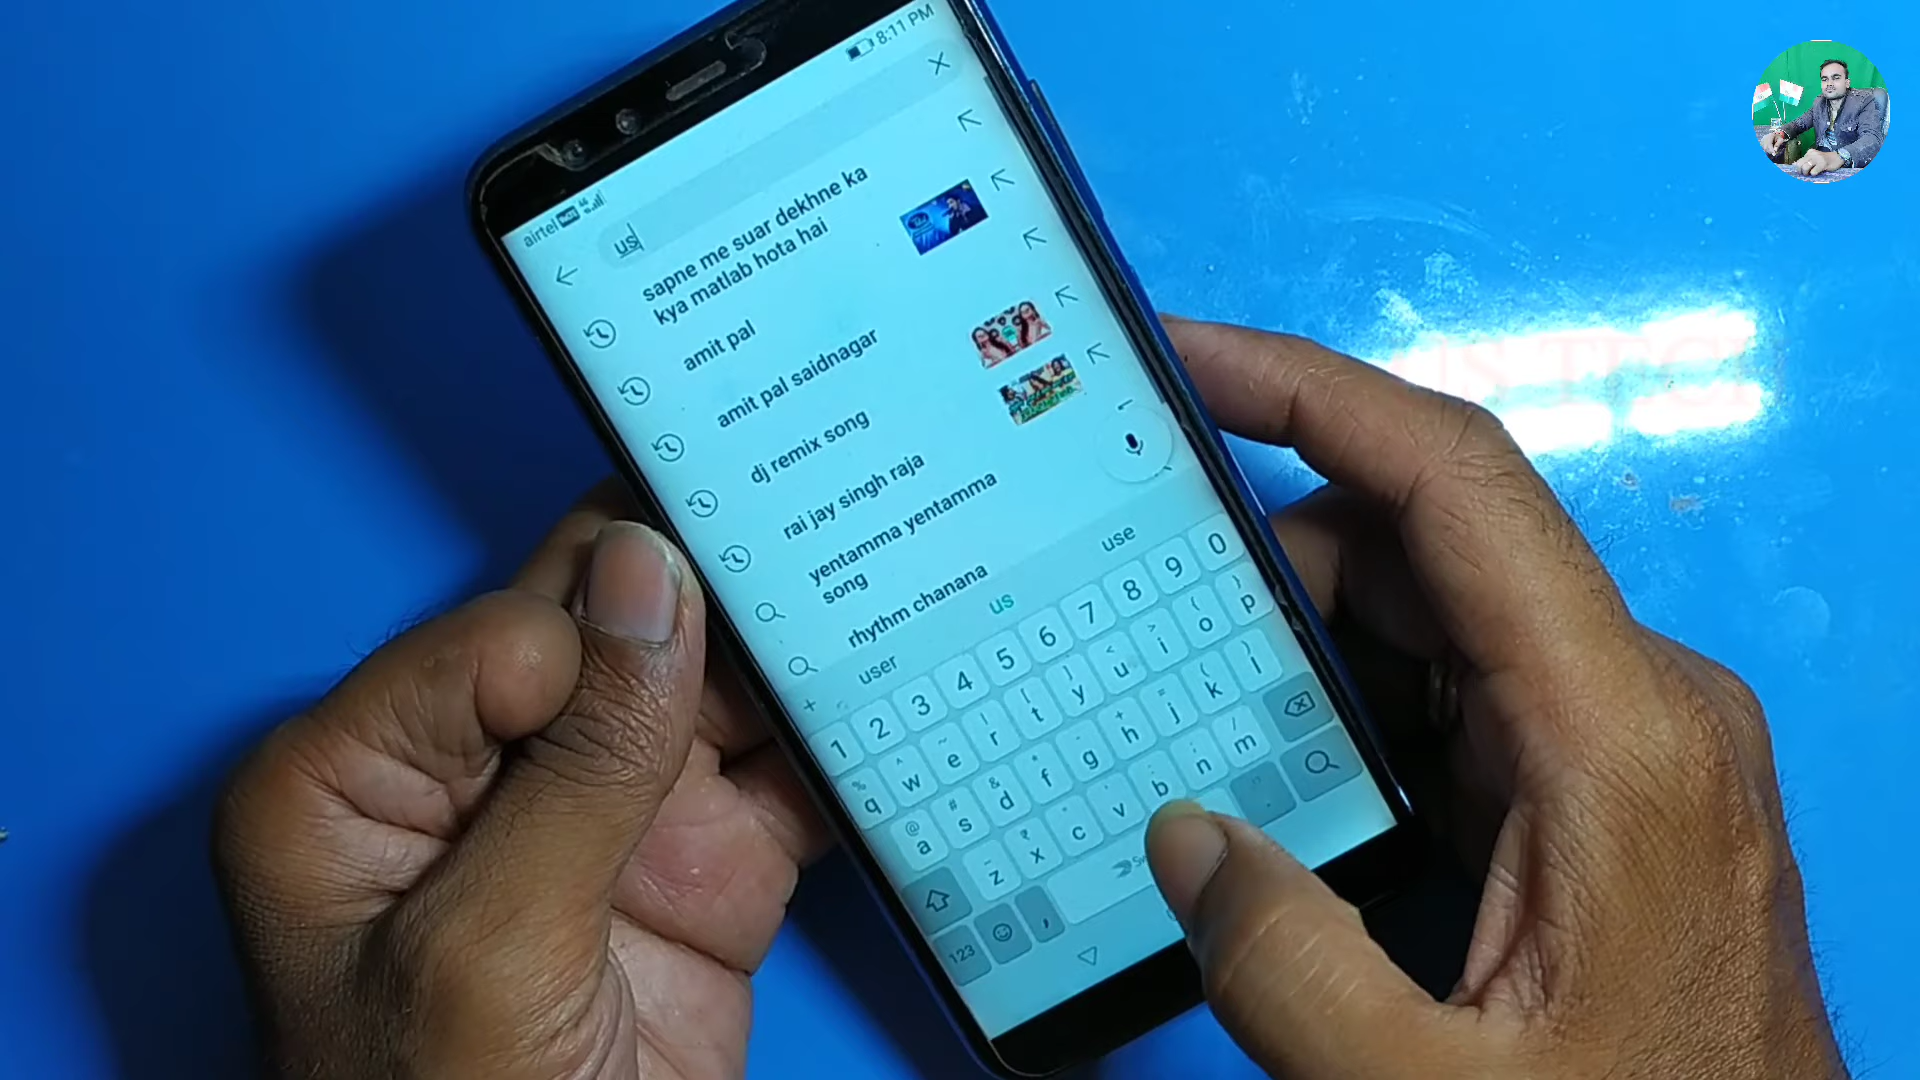 8:11 PM
airtel
us
sapne me suar dekhne ka
kya matlab hota hai
amit pal
amit pal saidnagar
dj remix song
rai jay singh raja
yentamma yentamma
song
rhythm chanana
user
us
use
1 2 3 4 5 6 7 8 9 0
q w e r t y u i o p
a s d f g h j k l
z x c v b n m
123
US TECH